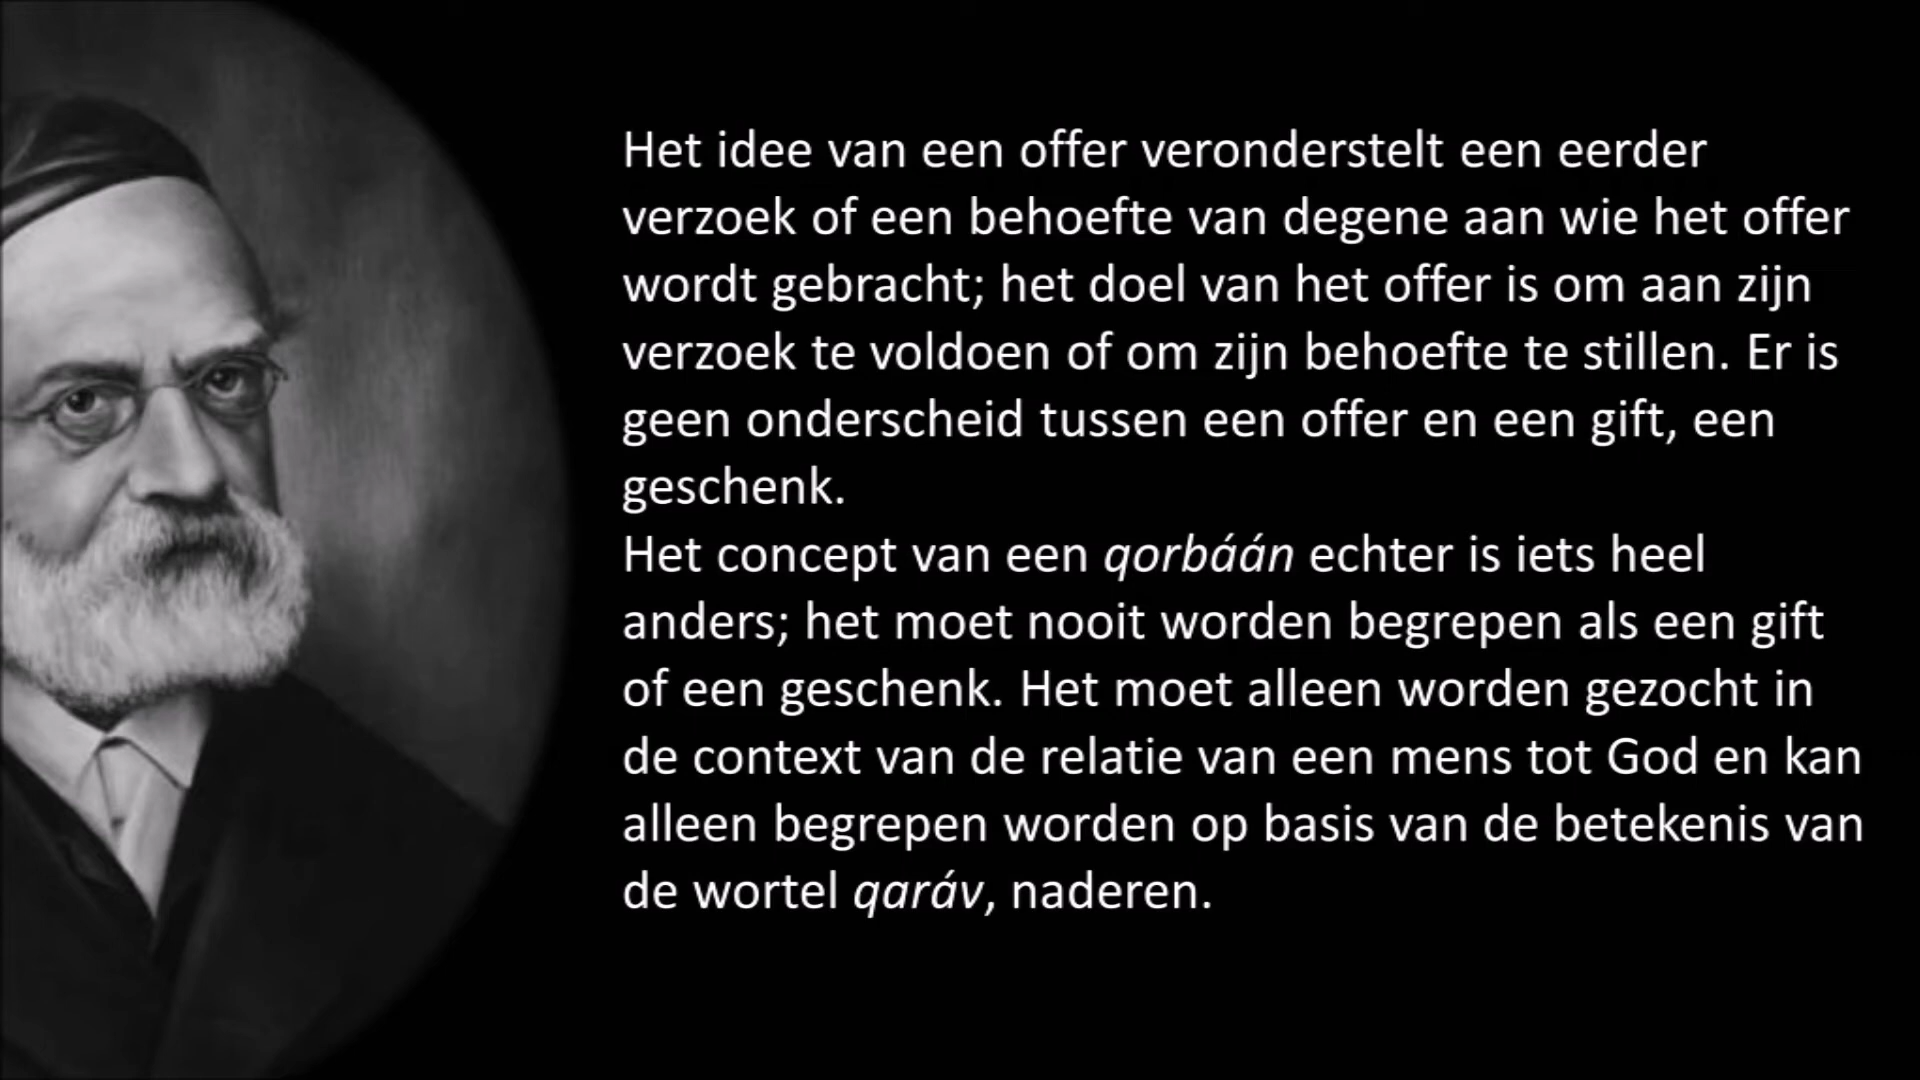 Het idee van een offer veronderstelt een eerder
verzoek of een behoefte van degene aan wie het offer
wordt gebracht; het doel van het offer is om aan zijn
verzoek te voldoen of om zijn behoefte te stillen. Er is
geen onderscheid tussen een offer en een gift, een
geschenk.
Het concept van een qorbáán echter is iets heel
anders; het moet nooit worden begrepen als een gift
of een geschenk. Het moet alleen worden gezocht in
de context van de relatie van een mens tot God en kan
alleen begrepen worden op basis van de betekenis van
de wortel qaráv, naderen.